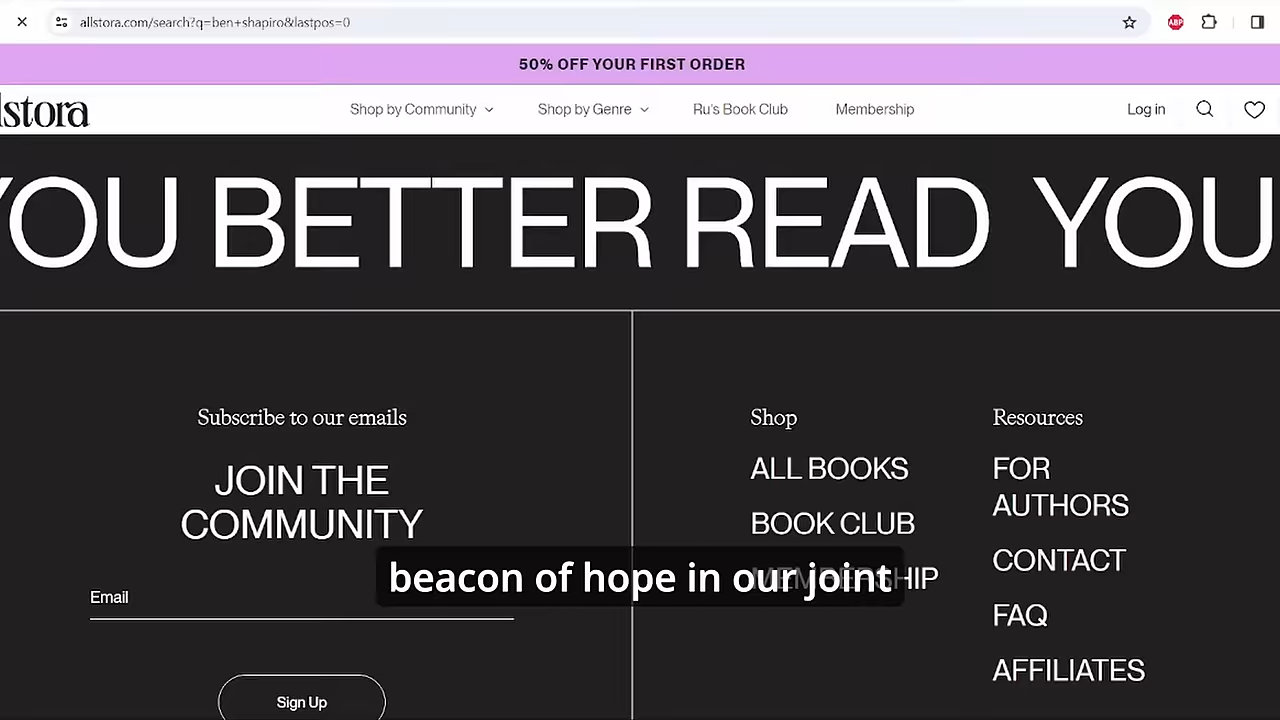 allstora.com/search?q=ben+shapiro&lastpos=0
ABP
50% OFF YOUR FIRST ORDER
lstora
Shop by Community
Shop by Genre
Ru's Book Club
Membership
Log in
YOU BETTER READ YOU
Subscribe to our emails
JOIN THE
COMMUNITY
Email
Sign Up
Shop
ALL BOOKS
BOOK CLUB
MEMBERSHIP
Resources
FOR
AUTHORS
CONTACT
FAQ
AFFILIATES
beacon of hope in our joint